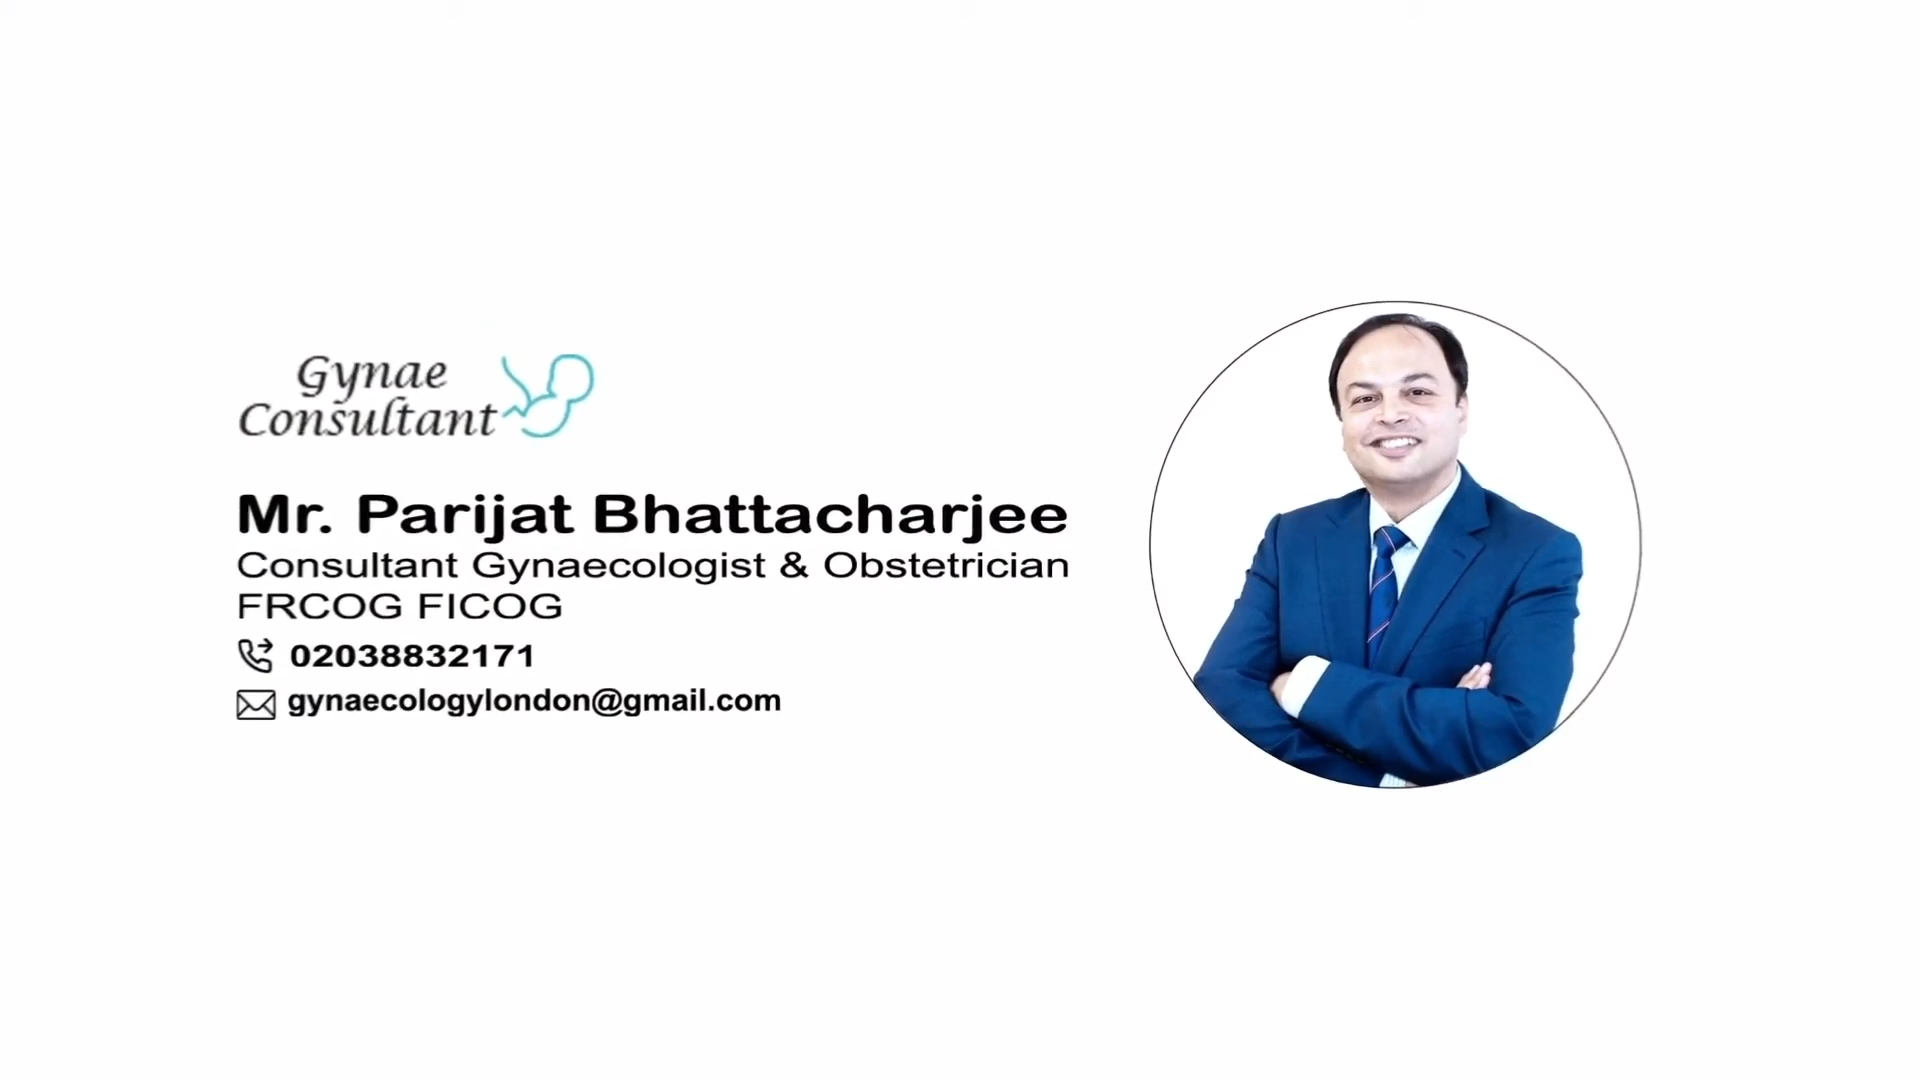 Gynae
Consultant
Mr. Parijat Bhattacharjee
Consultant Gynaecologist & Obstetrician
FRCOG FICOG
02038832171
gynaecologylondon@gmail.com